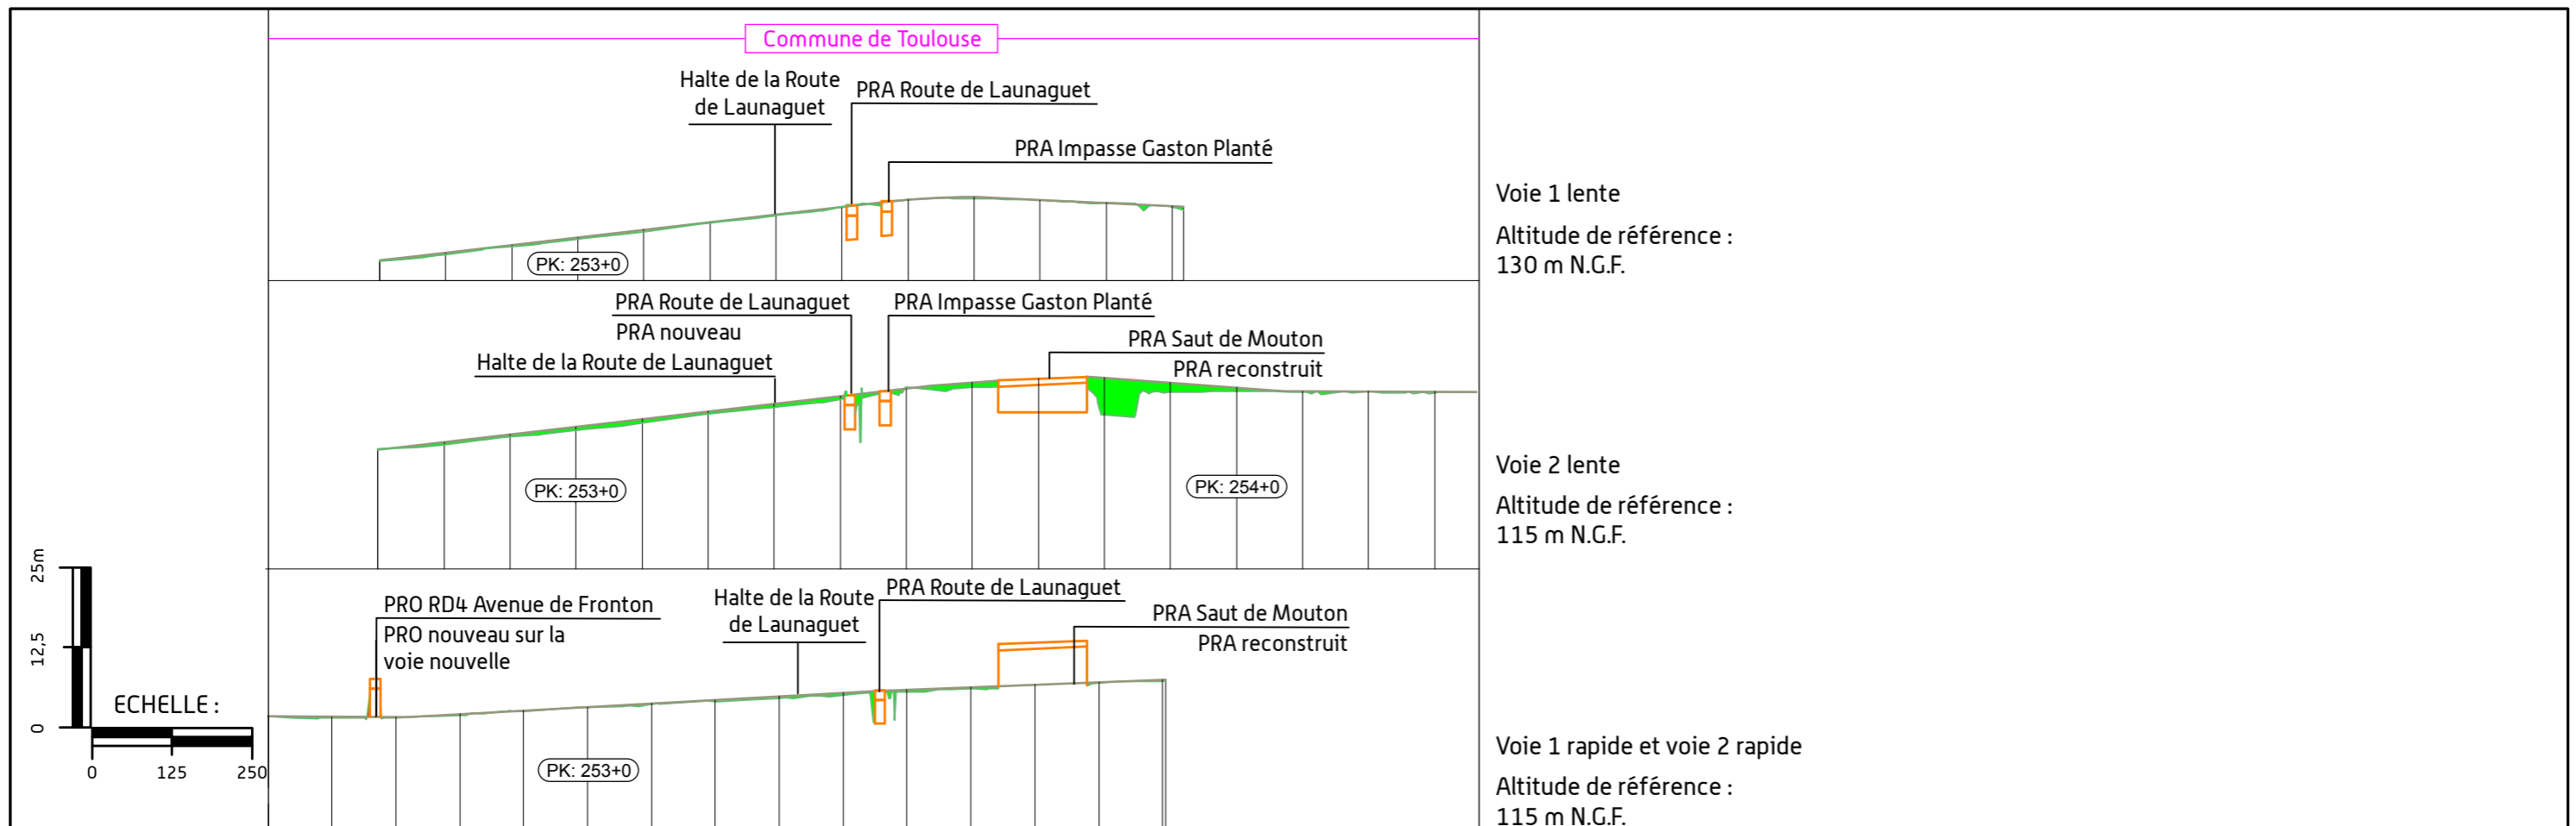 Commune de Toulouse
Halte de la Route
de Launaguet
PRA Route de Launaguet
PRA Impasse Gaston Planté
Voie 1 lente
Altitude de référence :
130 m N.G.F.
PK: 253+0
PRA Route de Launaguet
PRA nouveau
PRA Impasse Gaston Planté
PRA Saut de Mouton
PRA reconstruit
Halte de la Route de Launaguet
PK: 253+0
PK: 254+0
Voie 2 lente
Altitude de référence :
115 m N.G.F.
PRO RD4 Avenue de Fronton
PRO nouveau sur la
voie nouvelle
Halte de la Route
de Launaguet
PRA Route de Launaguet
PRA Saut de Mouton
PRA reconstruit
PK: 253+0
Voie 1 rapide et voie 2 rapide
Altitude de référence :
115 m N.G.F.
25m
12,5
0
ECHELLE :
0 125 250